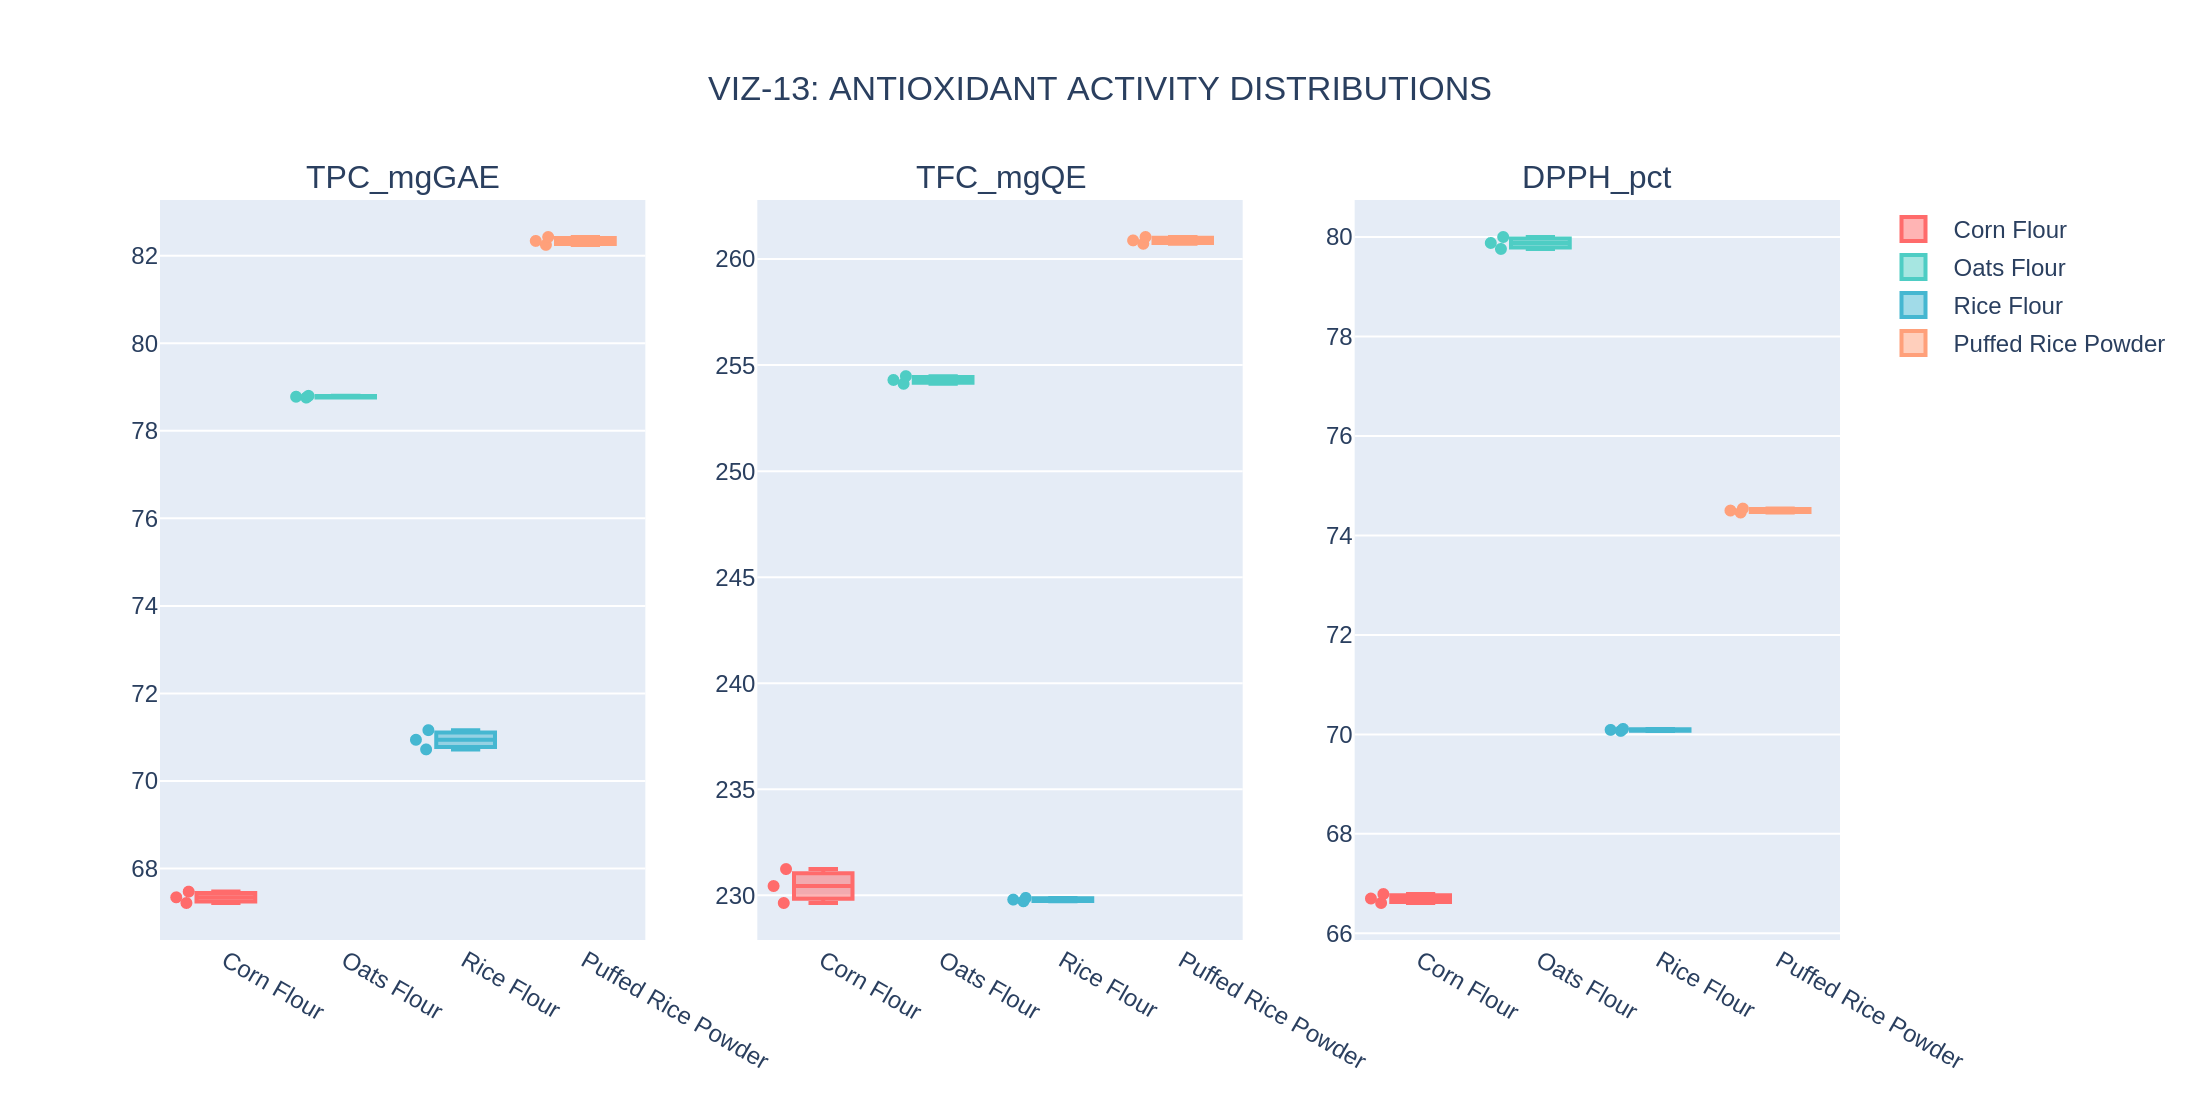 VIZ-13: ANTIOXIDANT ACTIVITY DISTRIBUTIONS
TPC_mgGAE
82
80
78
76
74
72
70
68
Corn Flour
Oats Flour
Rice Flour
Puffed Rice Powder
TFC_mgQE
260
255
250
245
240
235
230
Corn Flour
Oats Flour
Rice Flour
Puffed Rice Powder
DPPH_pct
80
78
76
74
72
70
68
66
Corn Flour
Oats Flour
Rice Flour
Puffed Rice Powder
Corn Flour
Oats Flour
Rice Flour
Puffed Rice Powder